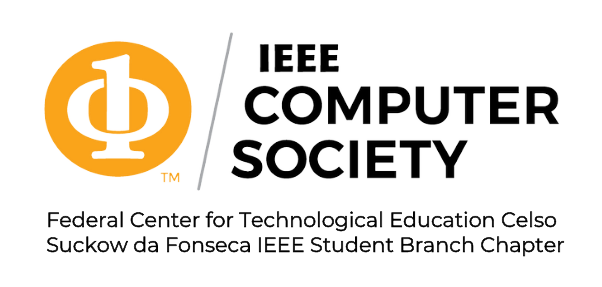 IEEE
COMPUTER
SOCIETY
TM
Federal Center for Technological Education Celso
Suckow da Fonseca IEEE Student Branch Chapter